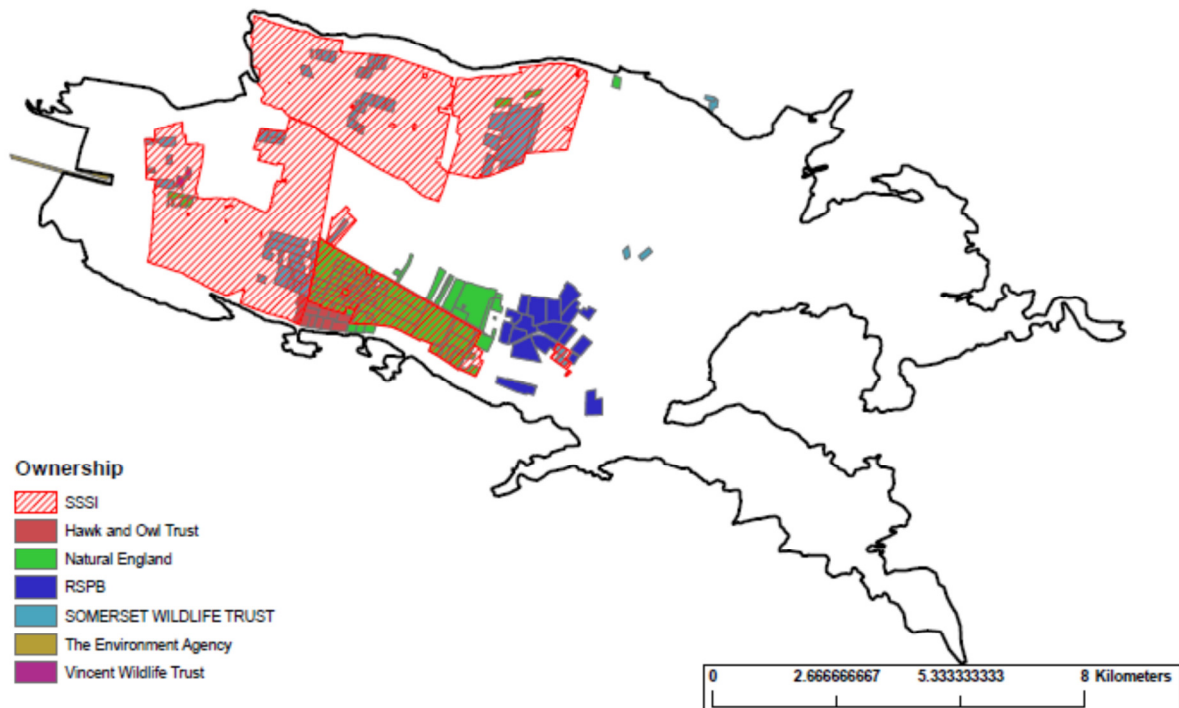 Ownership
SSSI
Hawk and Owl Trust
Natural England
RSPB
SOMERSET WILDLIFE TRUST
The Environment Agency
Vincent Wildlife Trust
0 2.666666667 5.333333333 8 Kilometers